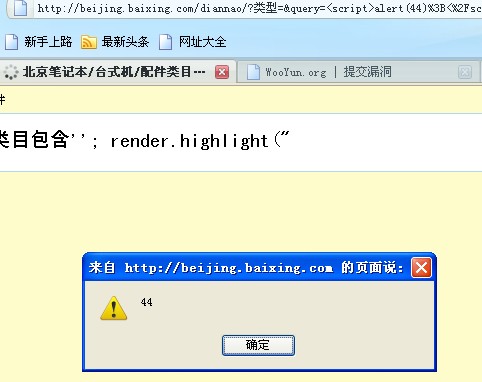 http://beijing.baixing.com/diannao/?类型=&query=<script>alert(44)%3B<%2Fsc
新手上路 最新头条 网址大全
北京笔记本/台式机/配件类目··· WooYun.org | 提交漏洞
件
类目包含''; render.highlight("
来自 http://beijing.baixing.com 的页面说:
44
确定